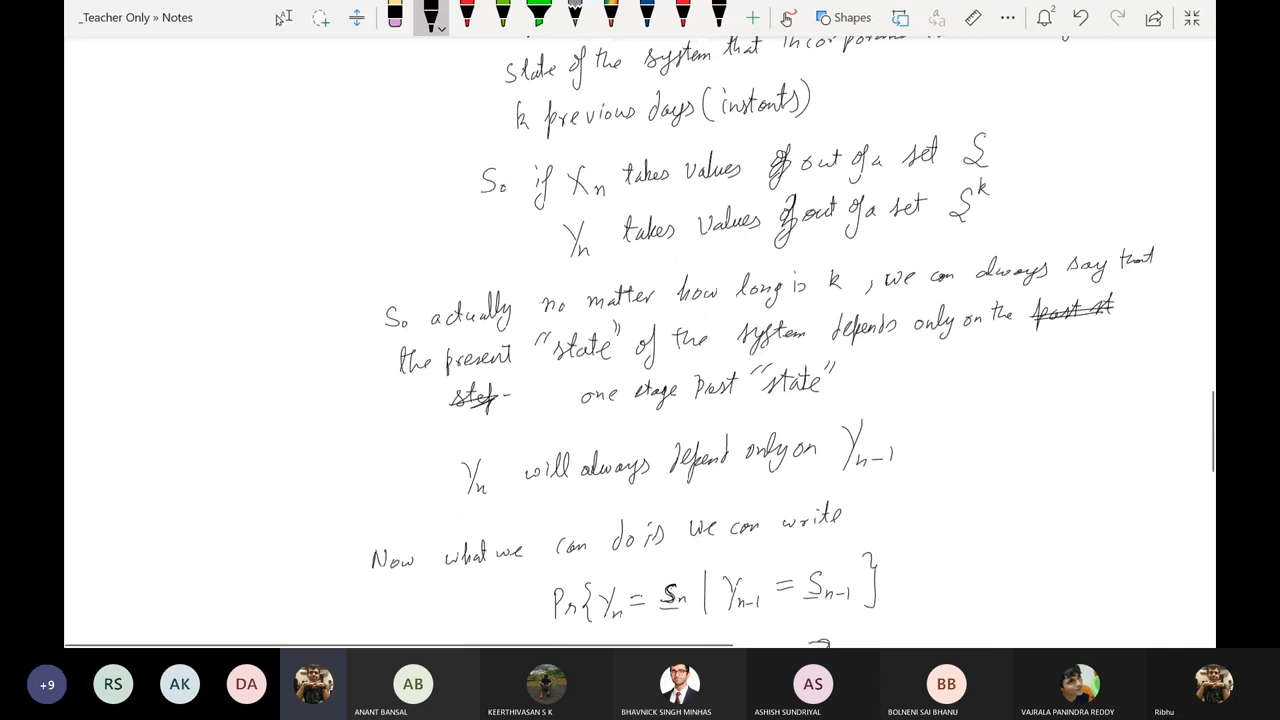 _Teacher Only » Notes
Shapes
State of the system that
k previous days (instants)
So if Xn takes values out of a set S
Yn takes values out of a set S^k
So actually no matter how long is k, we can always say that
the present "state" of the system depends only on the past st
step one stage past "state"
Yn will always depend only on Yn-1
Now what we can do is we can write
Pr{Yn = Sn | Yn-1 = Sn-1}
+9 RS AK DA AB AS BB
ANANT BANSAL KEERTHIVASAN S K BHAVNICK SINGH MINHAS ASHISH SUNDRIYAL BOLNENI SAI BHANU VAJRALA PANINDRA REDDY Ribhu